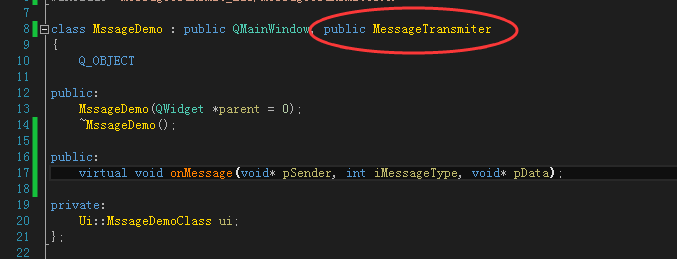 7
8 class MssageDemo : public QMainWindow, public MessageTransmiter
9 {
10 Q_OBJECT
11
12 public:
13 MssageDemo(QWidget *parent = 0);
14 ~MssageDemo();
15
16 public:
17 virtual void onMessage(void* pSender, int iMessageType, void* pData);
18
19 private:
20 Ui::MssageDemoClass ui;
21 };
22